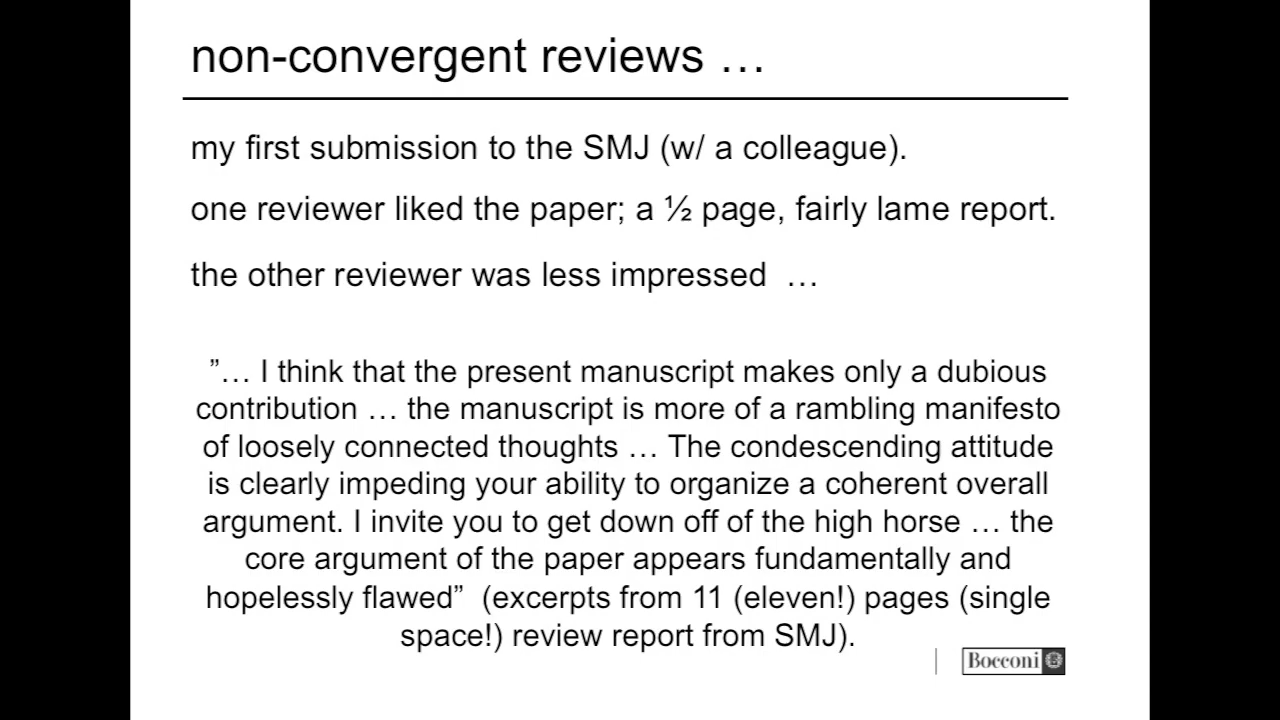 non-convergent reviews …
my first submission to the SMJ (w/ a colleague).
one reviewer liked the paper; a ½ page, fairly lame report.
the other reviewer was less impressed …
”… I think that the present manuscript makes only a dubious
contribution … the manuscript is more of a rambling manifesto
of loosely connected thoughts … The condescending attitude
is clearly impeding your ability to organize a coherent overall
argument. I invite you to get down off of the high horse … the
core argument of the paper appears fundamentally and
hopelessly flawed” (excerpts from 11 (eleven!) pages (single
space!) review report from SMJ).
Bocconi